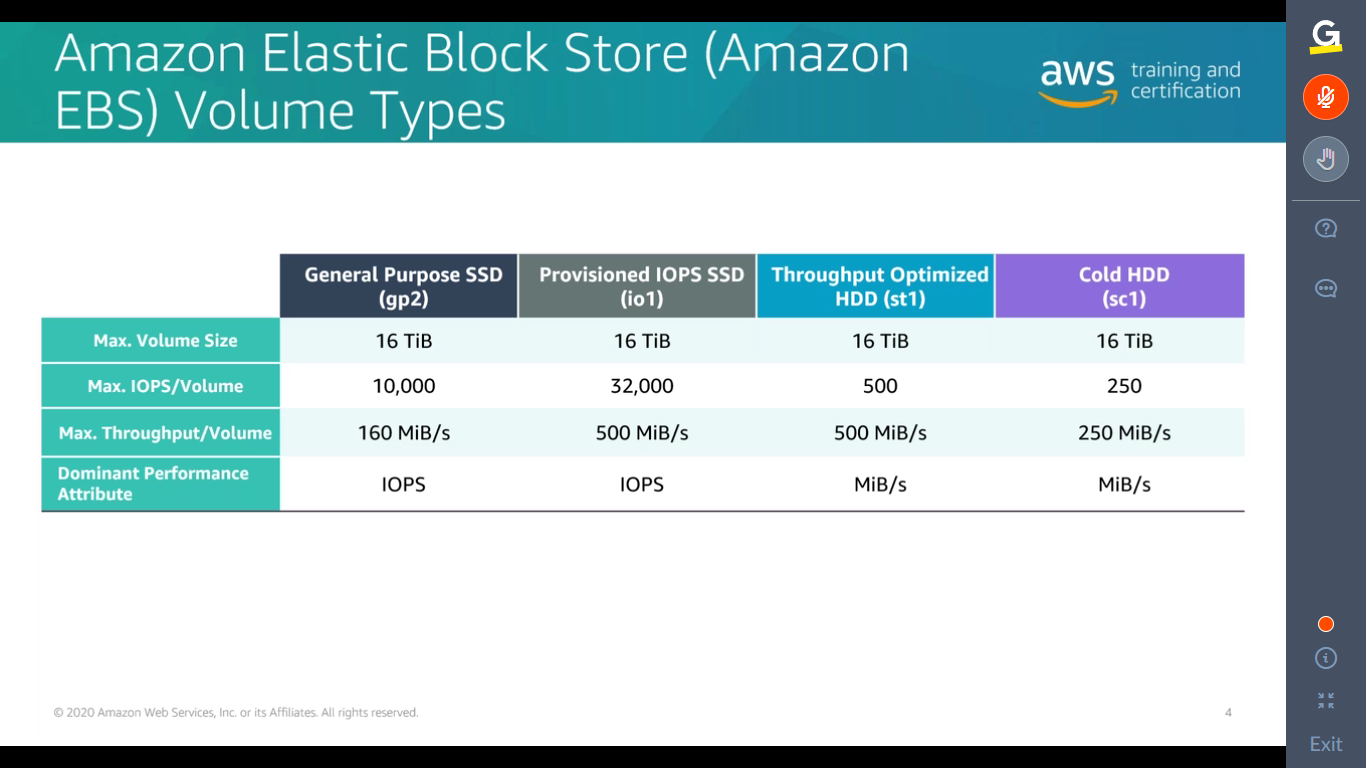 Amazon Elastic Block Store (Amazon
EBS) Volume Types
aws
training and
certification
General Purpose SSD
(gp2)
Provisioned IOPS SSD
(io1)
Throughput Optimized
HDD (st1)
Cold HDD
(sc1)
Max. Volume Size 16 TiB 16 TiB 16 TiB 16 TiB
Max. IOPS/Volume 10,000 32,000 500 250
Max. Throughput/Volume 160 MiB/s 500 MiB/s 500 MiB/s 250 MiB/s
Dominant Performance
Attribute
IOPS IOPS MiB/s MiB/s
© 2020 Amazon Web Services, Inc. or its Affiliates. All rights reserved.
4
G
Exit